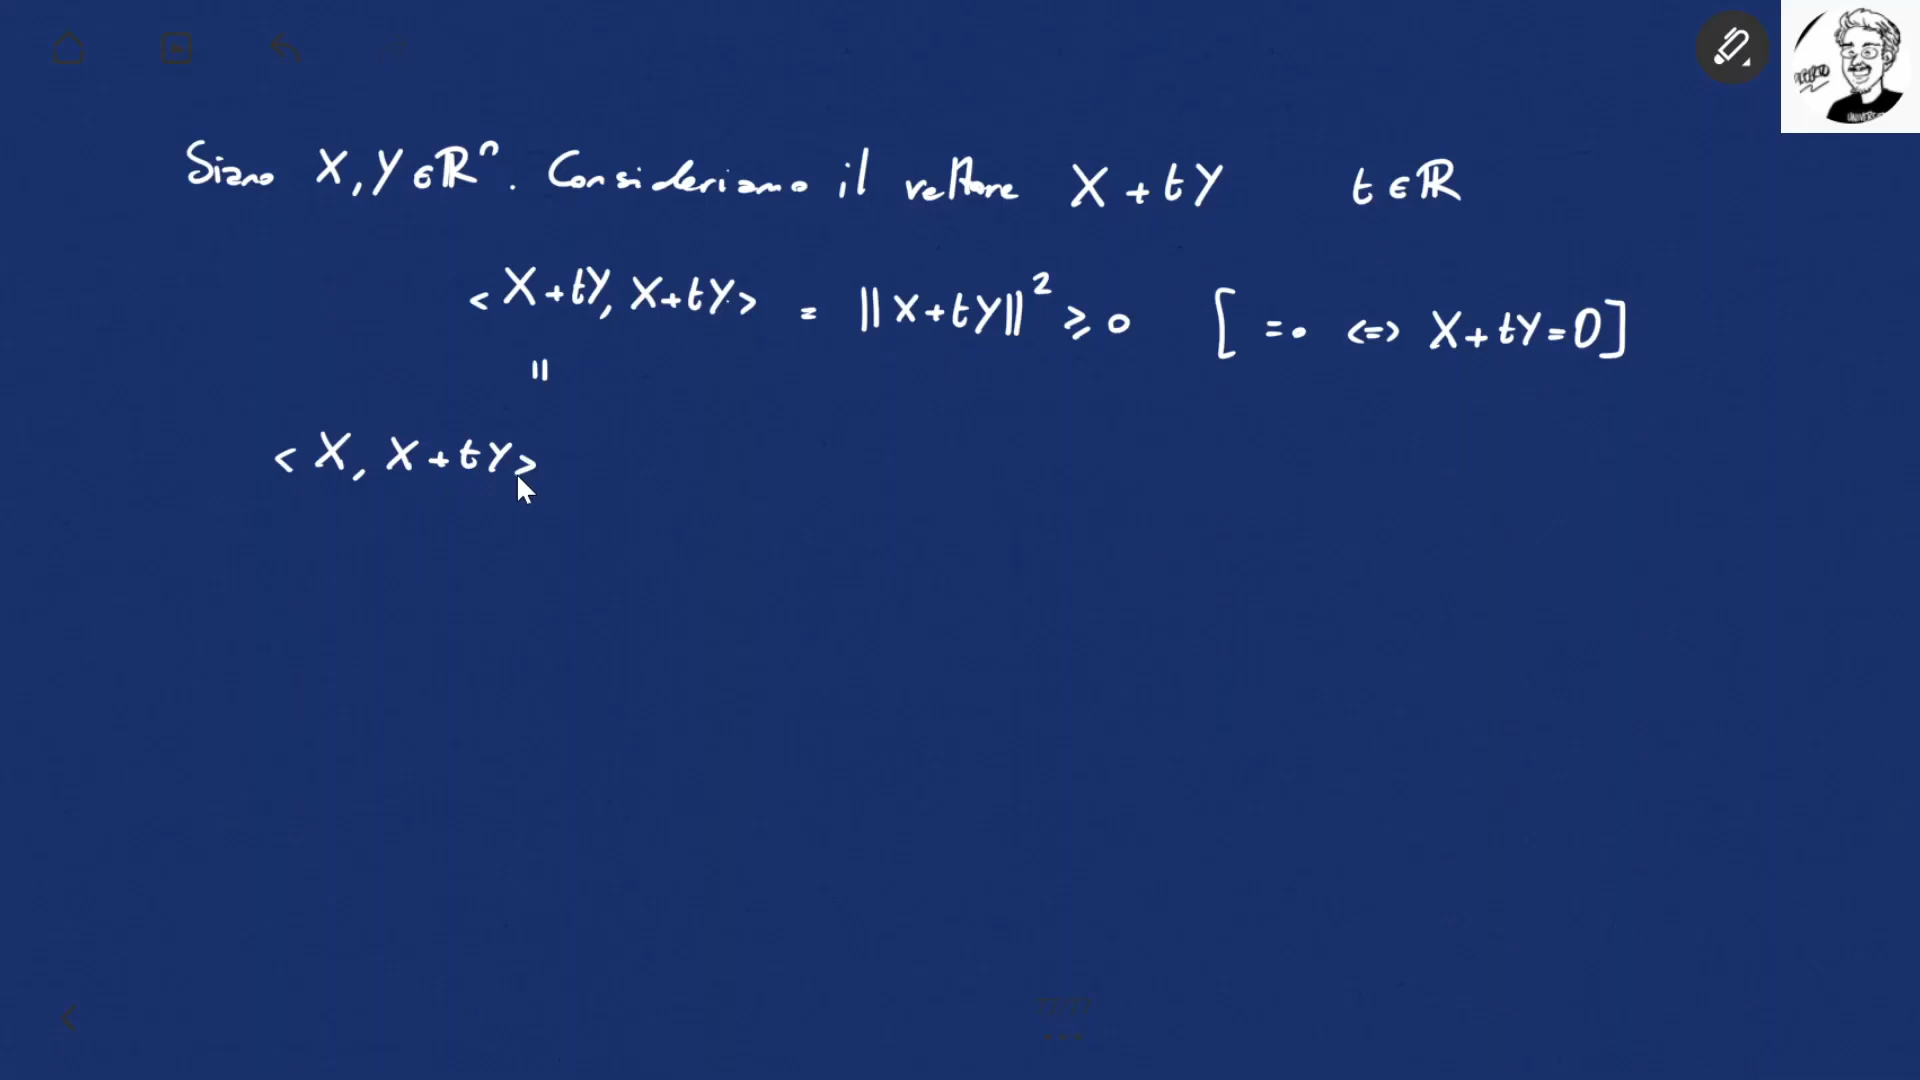 Siano X, Y ∈ ℝⁿ. Consideriamo il vettore X + tY t ∈ ℝ
< X + tY, X + tY > = || X + tY ||² ≥ 0 [ = 0 <=> X + tY = 0 ]
||
< X, X + tY >